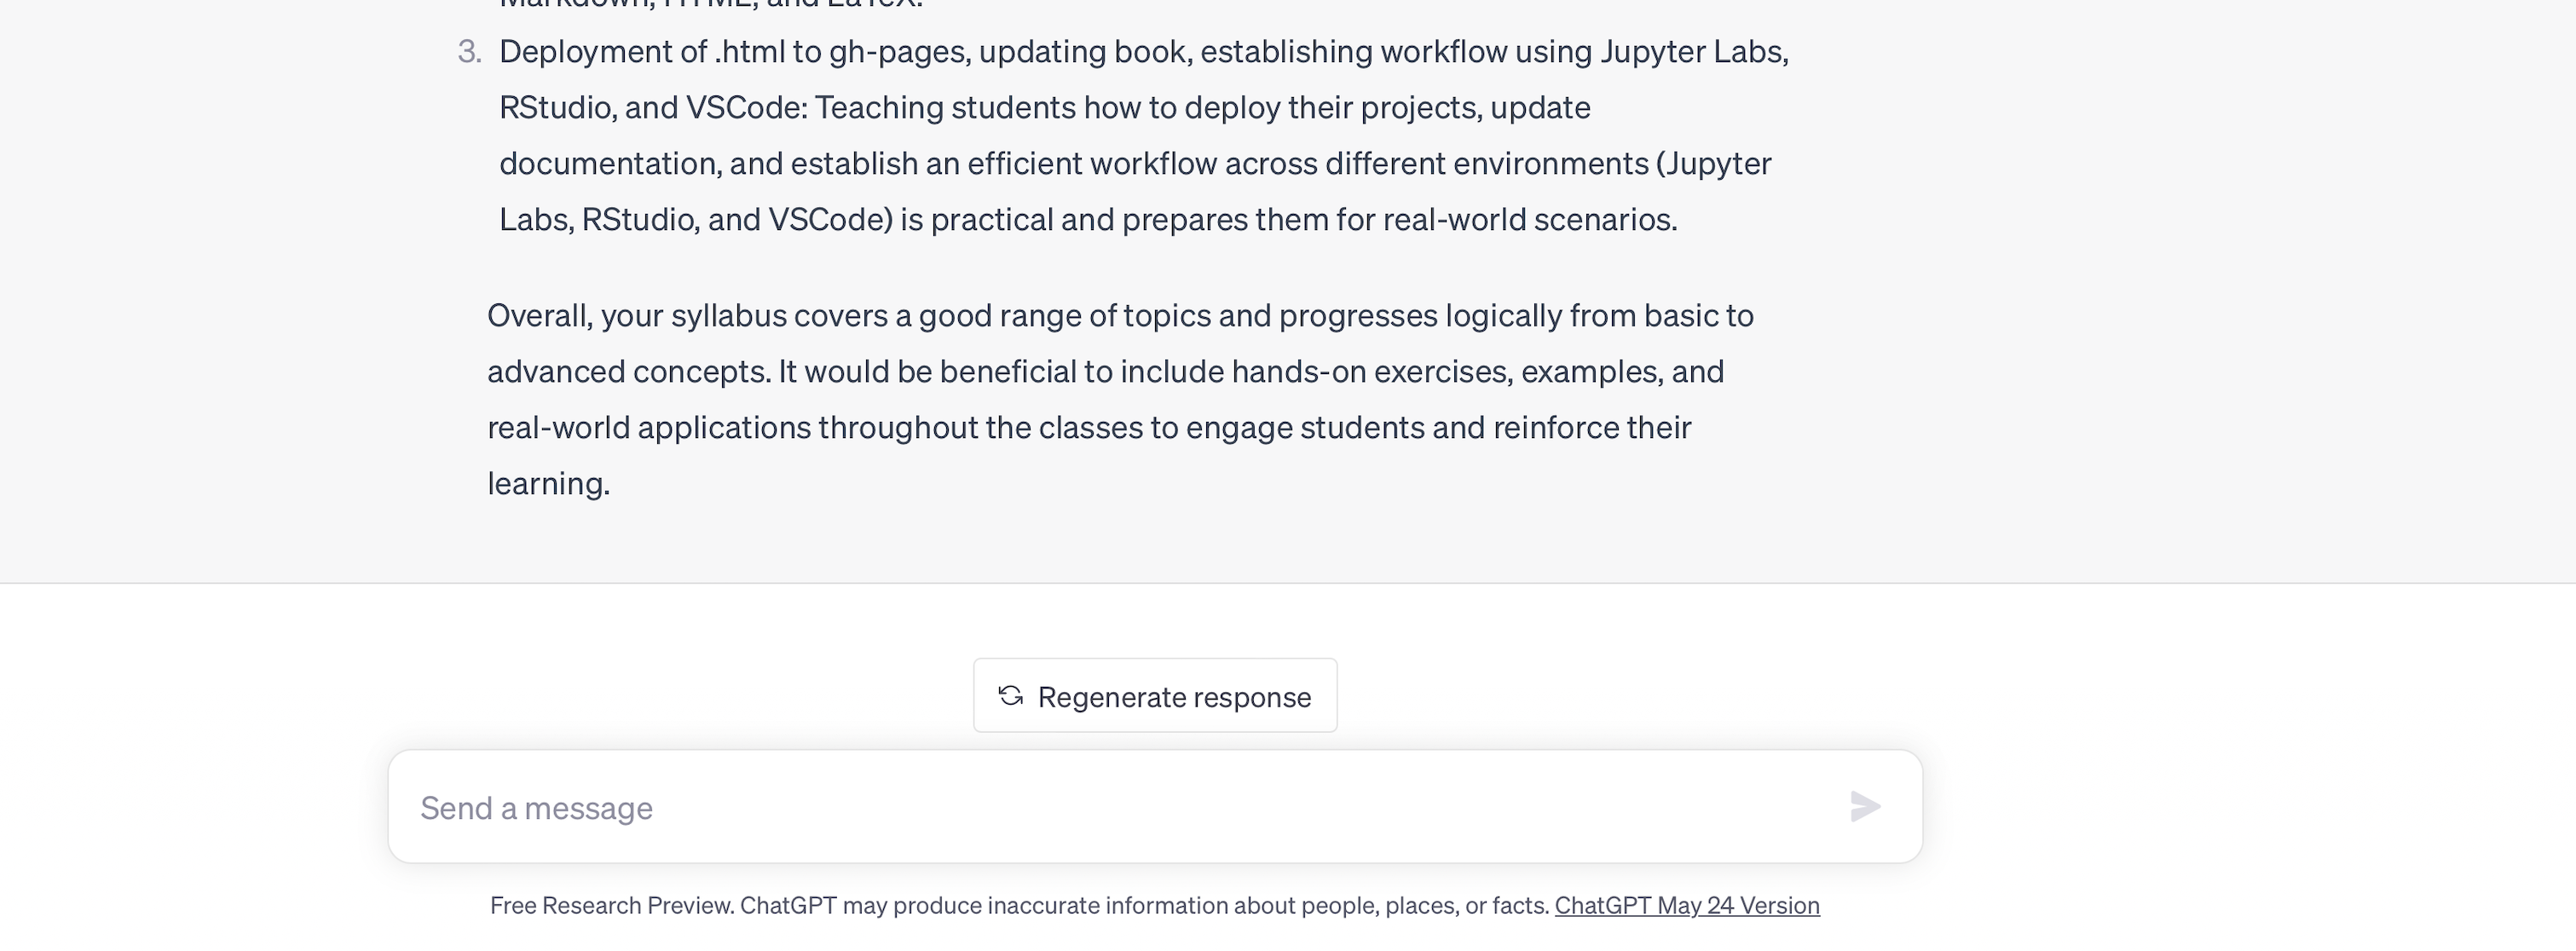 Markdown, HTML, and LaTeX.
3. Deployment of .html to gh-pages, updating book, establishing workflow using Jupyter Labs,
RStudio, and VSCode: Teaching students how to deploy their projects, update
documentation, and establish an efficient workflow across different environments (Jupyter
Labs, RStudio, and VSCode) is practical and prepares them for real-world scenarios.
Overall, your syllabus covers a good range of topics and progresses logically from basic to
advanced concepts. It would be beneficial to include hands-on exercises, examples, and
real-world applications throughout the classes to engage students and reinforce their
learning.
Regenerate response
Send a message
Free Research Preview. ChatGPT may produce inaccurate information about people, places, or facts. ChatGPT May 24 Version